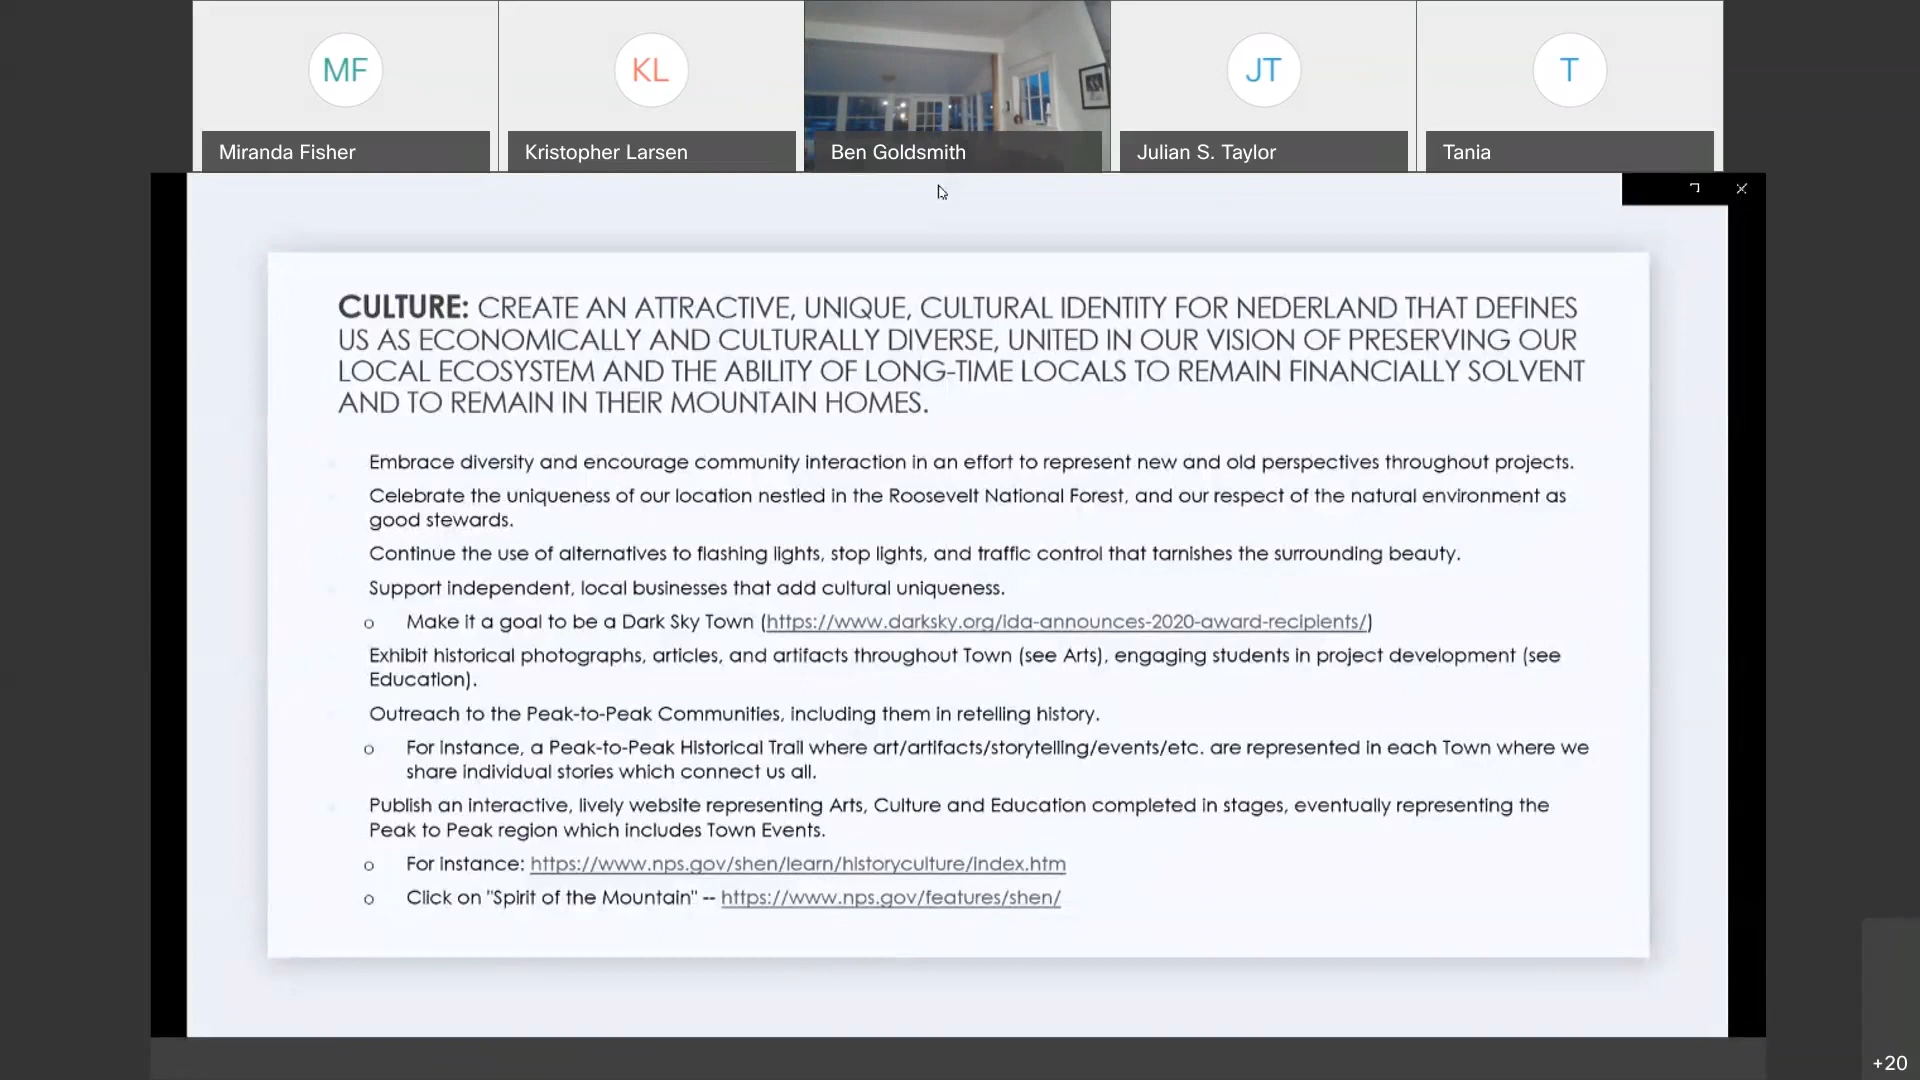 MF
KL
JT
T
Miranda Fisher
Kristopher Larsen
Ben Goldsmith
Julian S. Taylor
Tania
CULTURE: CREATE AN ATTRACTIVE, UNIQUE, CULTURAL IDENTITY FOR NEDERLAND THAT DEFINES
US AS ECONOMICALLY AND CULTURALLY DIVERSE, UNITED IN OUR VISION OF PRESERVING OUR
LOCAL ECOSYSTEM AND THE ABILITY OF LONG-TIME LOCALS TO REMAIN FINANCIALLY SOLVENT
AND TO REMAIN IN THEIR MOUNTAIN HOMES.
Embrace diversity and encourage community interaction in an effort to represent new and old perspectives throughout projects.
Celebrate the uniqueness of our location nestled in the Roosevelt National Forest, and our respect of the natural environment as
good stewards.
Continue the use of alternatives to flashing lights, stop lights, and traffic control that tarnishes the surrounding beauty.
Support independent, local businesses that add cultural uniqueness.
o Make it a goal to be a Dark Sky Town (https://www.darksky.org/ida-announces-2020-award-recipients/)
Exhibit historical photographs, articles, and artifacts throughout Town (see Arts), engaging students in project development (see
Education).
Outreach to the Peak-to-Peak Communities, including them in retelling history.
o For instance, a Peak-to-Peak Historical Trail where art/artifacts/storytelling/events/etc. are represented in each Town where we
share individual stories which connect us all.
Publish an interactive, lively website representing Arts, Culture and Education completed in stages, eventually representing the
Peak to Peak region which includes Town Events.
o For instance: https://www.nps.gov/shen/learn/historyculture/index.htm
o Click on "Spirit of the Mountain" -- https://www.nps.gov/features/shen/
+20